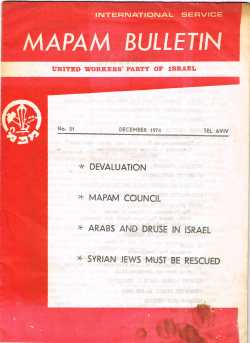 INTERNATIONAL SERVICE
MAPAM BULLETIN
UNITED WORKERS' PARTY OF ISRAEL
No. 51 DECEMBER 1974 TEL AVIV
* DEVALUATION
* MAPAM COUNCIL
* ARABS AND DRUSE IN ISRAEL
* SYRIAN JEWS MUST BE RESCUED